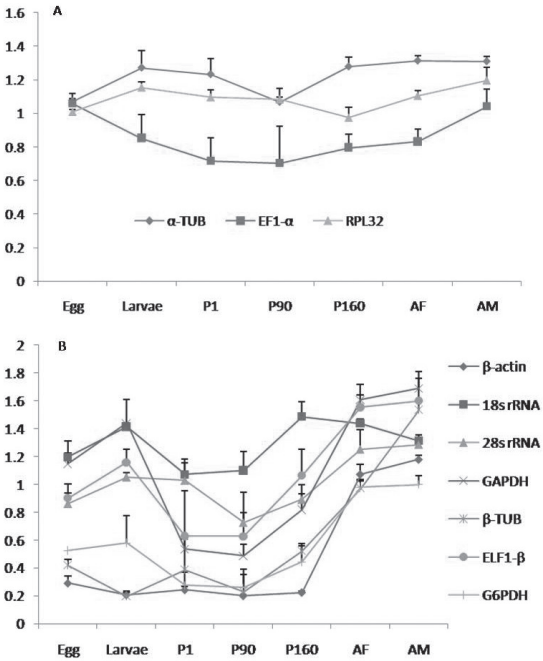 A
1.6
1.4
1.2
1
0.8
0.6
0.4
0.2
0
α-TUB EF1-α RPL32
Egg Larvae P1 P90 P160 AF AM
B
2
1.8
1.6
1.4
1.2
1
0.8
0.6
0.4
0.2
0
β-actin
18s rRNA
28s rRNA
GAPDH
β-TUB
ELF1-β
G6PDH
Egg Larvae P1 P90 P160 AF AM